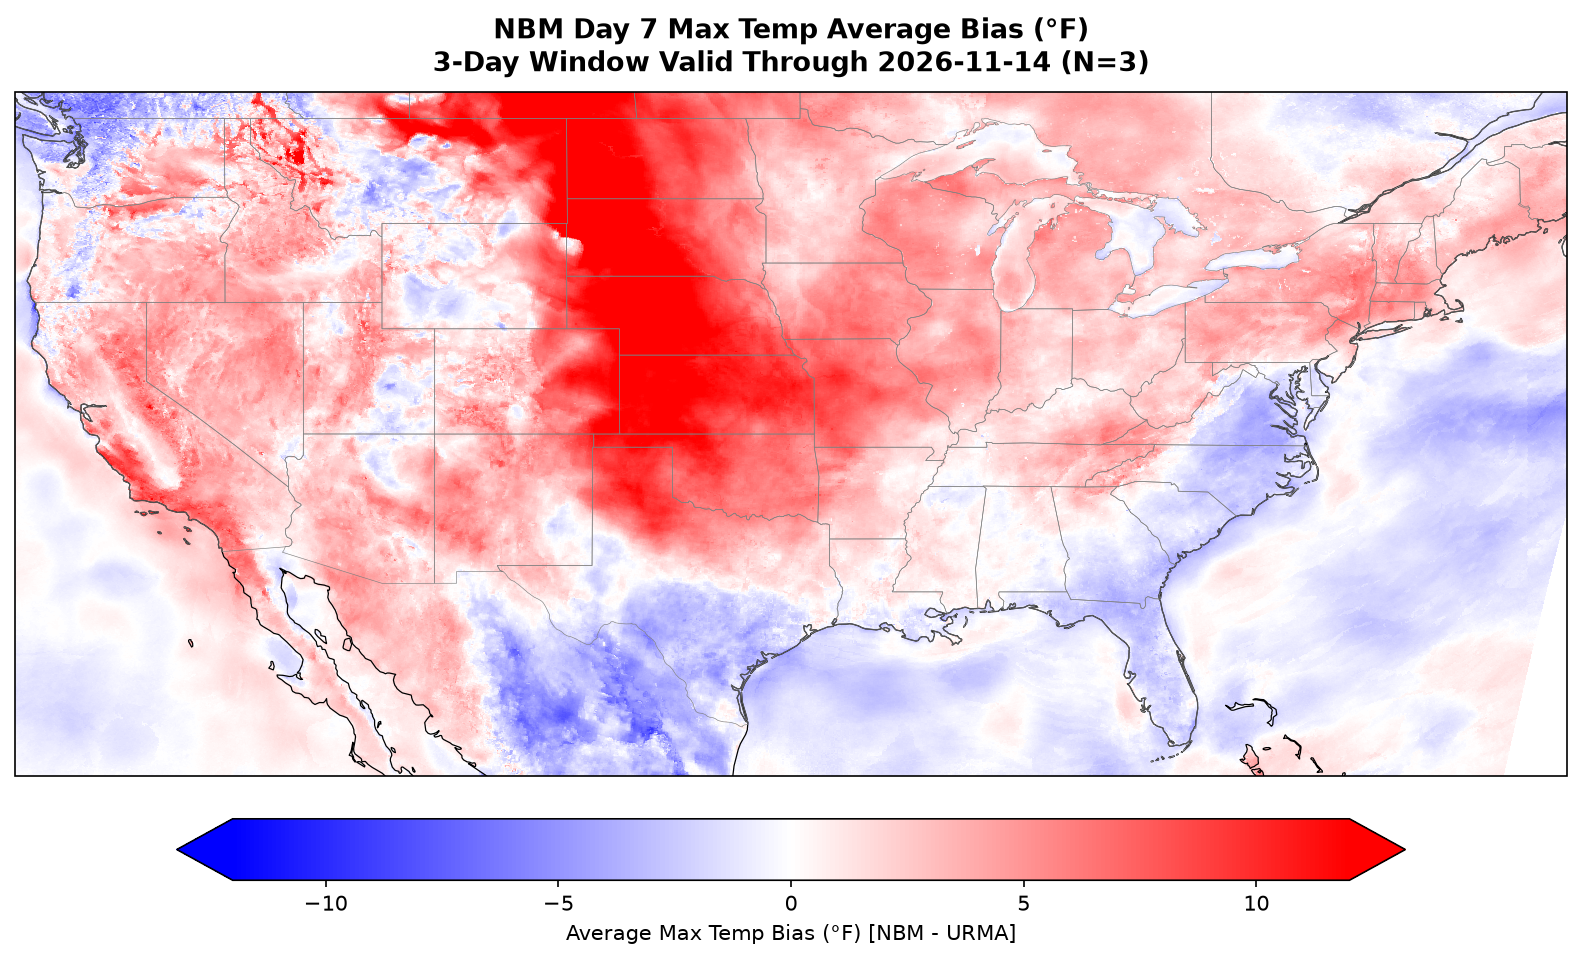 NBM Day 7 Max Temp Average Bias (°F)
3-Day Window Valid Through 2026-11-14 (N=3)
−10 −5 0 5 10
Average Max Temp Bias (°F) [NBM - URMA]